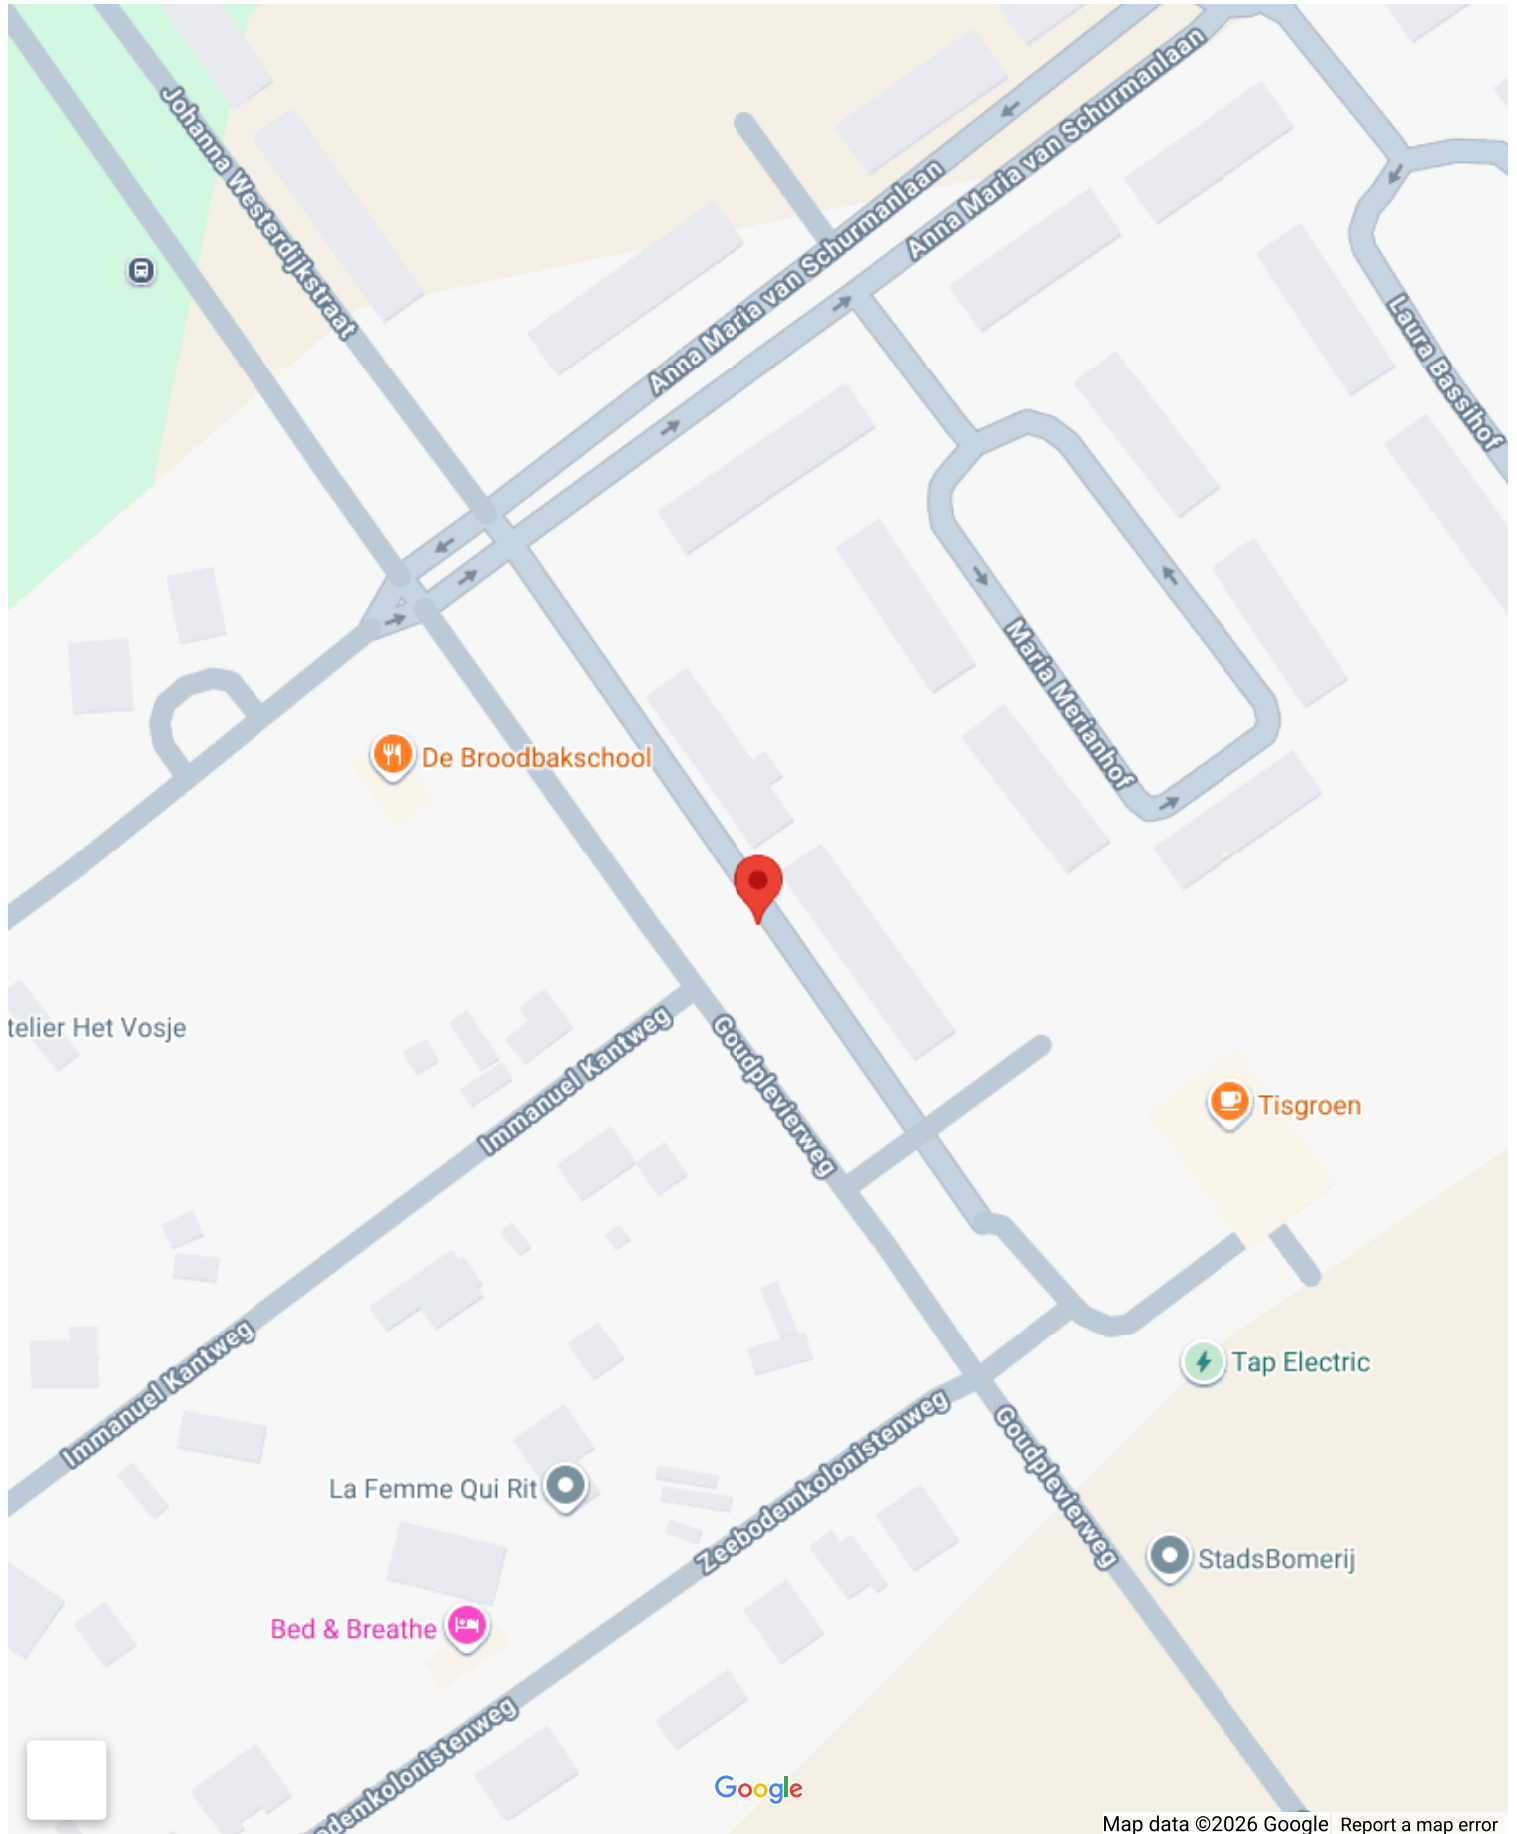 Johanna Westerdijkstraat
Anna Maria van Schurmanlaan
Anna Maria van Schurmanlaan
Laura Bassihof
Maria Merianhof
De Broodbakschool
telier Het Vosje
Immanuel Kantweg
Goudplevierweg
Tisgroen
Immanuel Kantweg
Tap Electric
Zeebodemkolonistenweg
Goudplevierweg
La Femme Qui Rit
StadsBomerij
Bed & Breathe
odemkolonistenweg
Google
Map data ©2026 Google
Report a map error